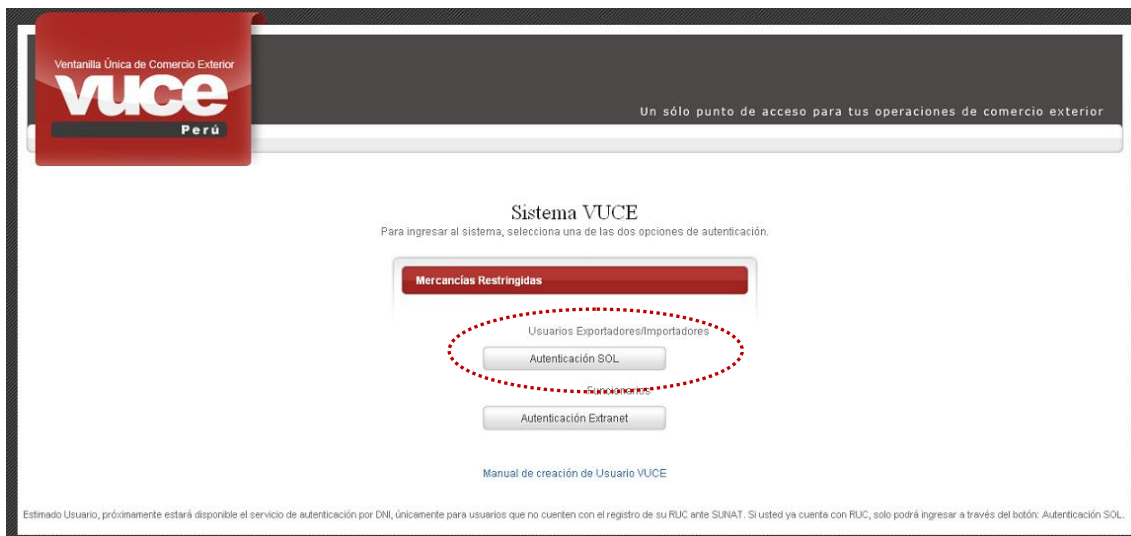 Ventanilla Única de Comercio Exterior
vuce
Perú
Un sólo punto de acceso para tus operaciones de comercio exterior
Sistema VUCE
Para ingresar al sistema, selecciona una de las dos opciones de autenticación.
Mercancías Restringidas
Usuarios Exportadores/Importadores
Autenticación SOL
Funcionarios
Autenticación Extranet
Manual de creación de Usuario VUCE
Estimado Usuario, próximamente estará disponible el servicio de autenticación por DNI, únicamente para usuarios que no cuenten con el registro de su RUC ante SUNAT. Si usted ya cuenta con RUC, solo podrá ingresar a través del botón: Autenticación SOL.